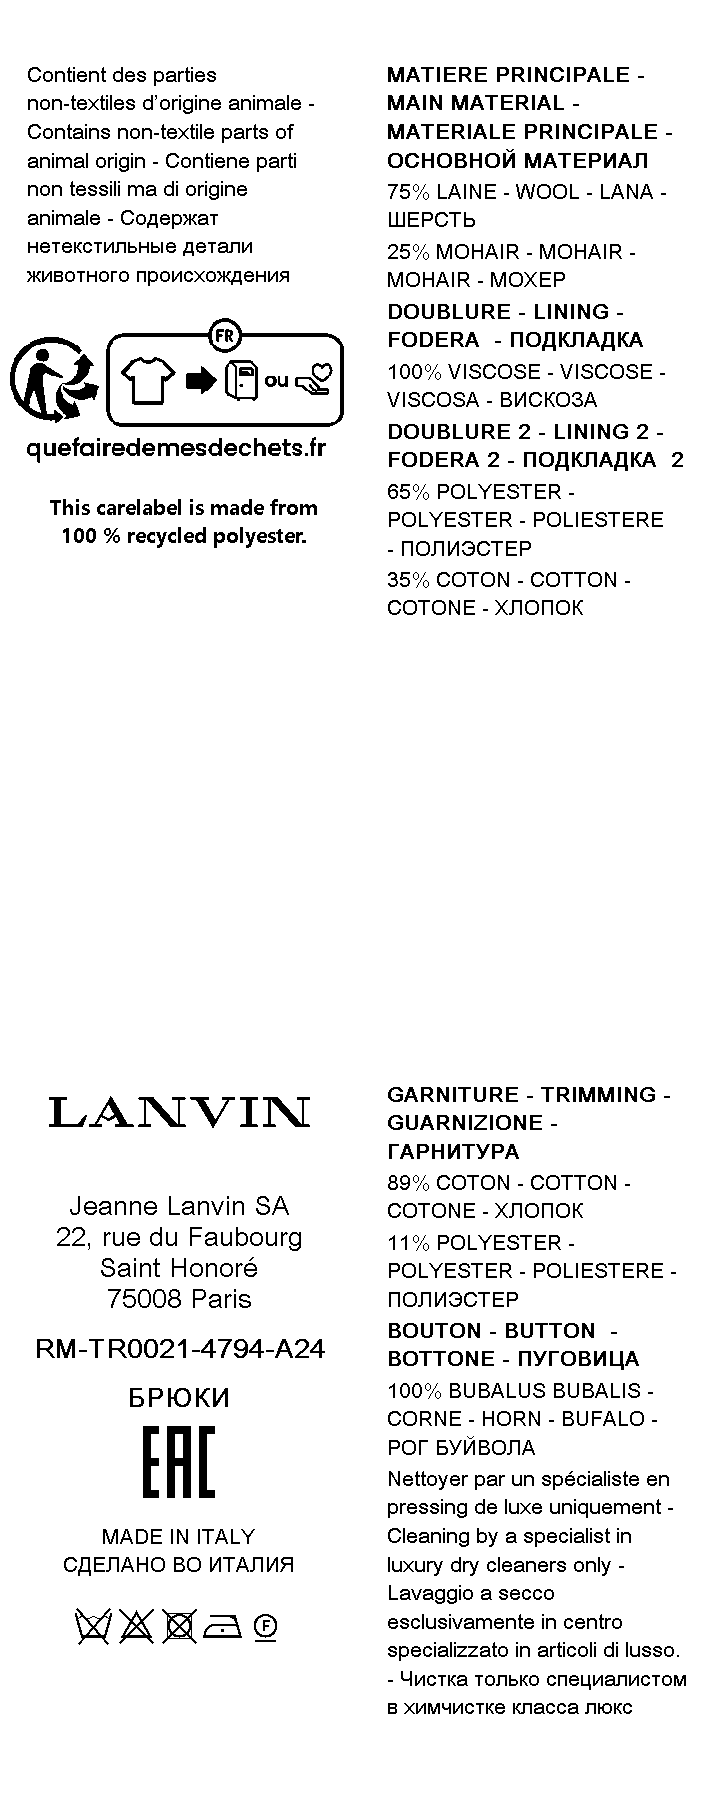 Contient des parties
non-textiles d'origine animale -
Contains non-textile parts of
animal origin - Contiene parti
non tessili ma di origine
animale - Содержат
нетекстильные детали
животного происхождения
FR
ou
quefairedemesdechets.fr
This carelabel is made from
100 % recycled polyester.
MATIERE PRINCIPALE -
MAIN MATERIAL -
MATERIALE PRINCIPALE -
ОСНОВНОЙ МАТЕРИАЛ
75% LAINE - WOOL - LANA -
ШЕРСТЬ
25% MOHAIR - MOHAIR -
MOHAIR - МОХЕР
DOUBLURE - LINING -
FODERA - ПОДКЛАДКА
100% VISCOSE - VISCOSE -
VISCOSA - ВИСКОЗА
DOUBLURE 2 - LINING 2 -
FODERA 2 - ПОДКЛАДКА 2
65% POLYESTER -
POLYESTER - POLIESTERE
- ПОЛИЭСТЕР
35% COTON - COTTON -
COTONE - ХЛОПОК
LANVIN
Jeanne Lanvin SA
22, rue du Faubourg
Saint Honoré
75008 Paris
RM-TR0021-4794-A24
БРЮКИ
EAC
MADE IN ITALY
СДЕЛАНО ВО ИТАЛИЯ
F
GARNITURE - TRIMMING -
GUARNIZIONE -
ГАРНИТУРА
89% COTON - COTTON -
COTONE - ХЛОПОК
11% POLYESTER -
POLYESTER - POLIESTERE -
ПОЛИЭСТЕР
BOUTON - BUTTON -
BOTTONE - ПУГОВИЦА
100% BUBALUS BUBALIS -
CORNE - HORN - BUFALO -
РОГ БУЙВОЛА
Nettoyer par un spécialiste en
pressing de luxe uniquement -
Cleaning by a specialist in
luxury dry cleaners only -
Lavaggio a secco
esclusivamente in centro
specializzato in articoli di lusso.
- Чистка только специалистом
в химчистке класса люкс